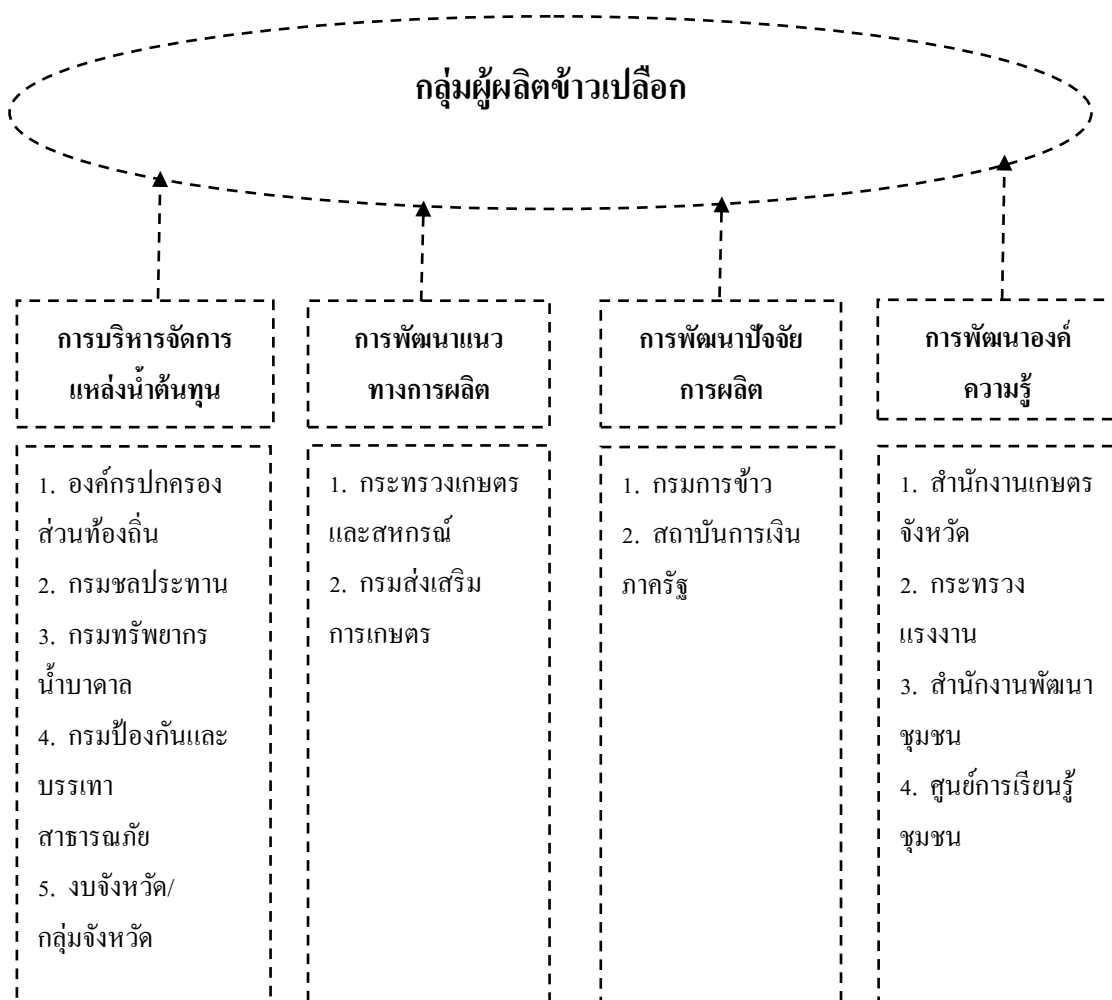 กลุ่มผู้ผลิตข้าวเปลือก
การบริหารจัดการ
แหล่งน้ำต้นทุน
การพัฒนาแนว
ทางการผลิต
การพัฒนาปัจจัย
การผลิต
การพัฒนาองค์
ความรู้
1. องค์กรปกครอง
ส่วนท้องถิ่น
2. กรมชลประทาน
3. กรมทรัพยากร
น้ำบาดาล
4. กรมป้องกันและ
บรรเทา
สาธารณภัย
5. งบจังหวัด/
กลุ่มจังหวัด
1. กระทรวงเกษตร
และสหกรณ์
2. กรมส่งเสริม
การเกษตร
1. กรมการข้าว
2. สถาบันการเงิน
ภาครัฐ
1. สำนักงานเกษตร
จังหวัด
2. กระทรวง
แรงงาน
3. สำนักงานพัฒนา
ชุมชน
4. ศูนย์การเรียนรู้
ชุมชน